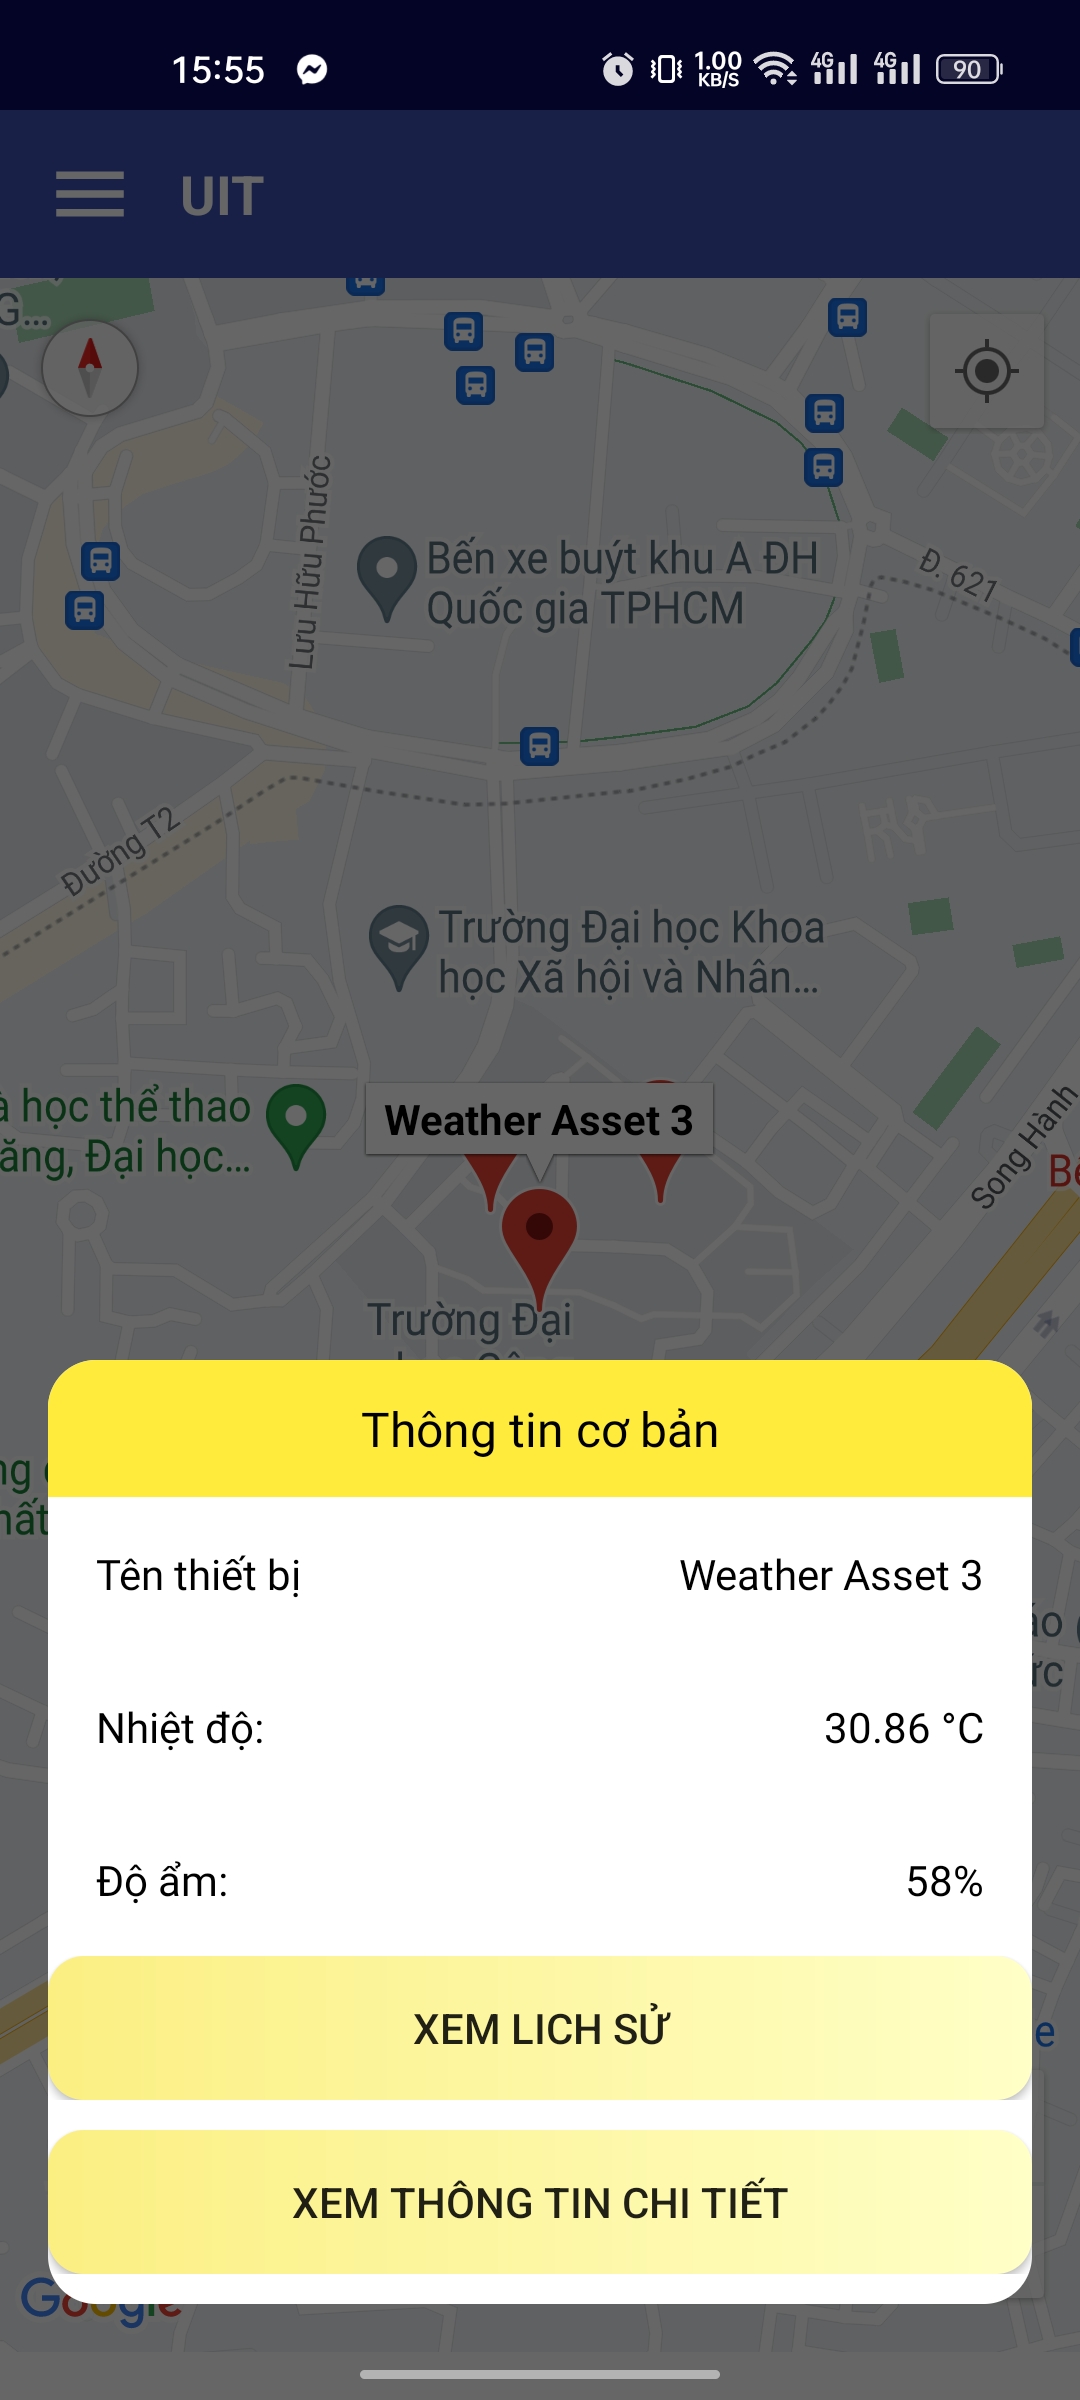 15:55
1.00
KB/S
4G
4G
90
UIT
G...
Lưu Hữu Phước
Bến xe buýt khu A ĐH
Quốc gia TPHCM
Đ. 621
Đường T2
Trường Đại học Khoa
học Xã hội và Nhân...
học thể thao
Đại học...
Weather Asset 3
Song Hành
Trường Đại
Thông tin cơ bản
Tên thiết bị
Weather Asset 3
Nhiệt độ:
30.86 °C
Độ ẩm:
58%
XEM LICH SỬ
XEM THÔNG TIN CHI TIẾT
Google